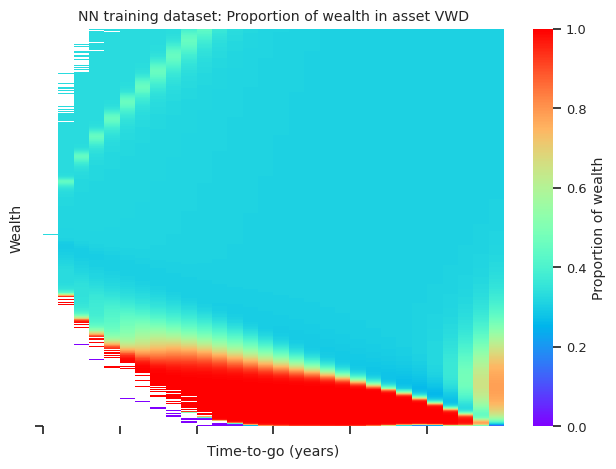 NN training dataset: Proportion of wealth in asset VWD
Wealth
Time-to-go (years)
1.0
0.8
0.6
0.4
0.2
0.0
Proportion of wealth